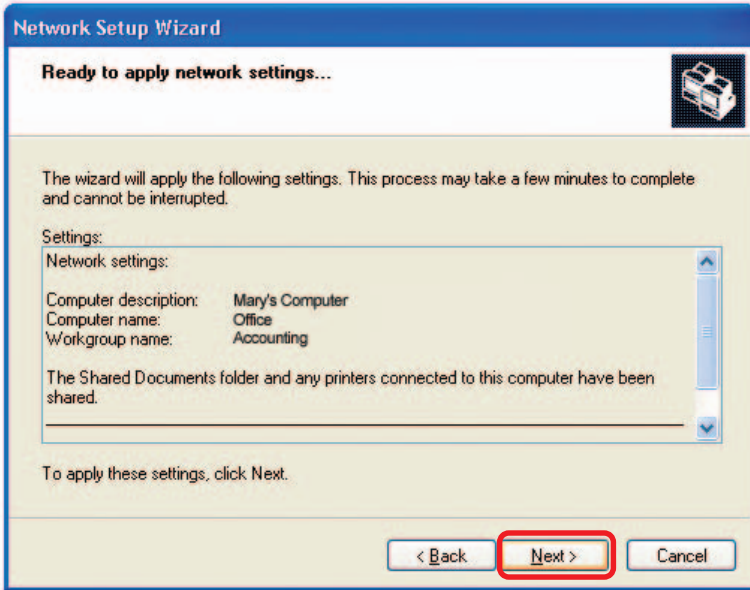 Network Setup Wizard
Ready to apply network settings...
The wizard will apply the following settings. This process may take a few minutes to complete
and cannot be interrupted.
Settings:
Network settings:
Computer description: Mary's Computer
Computer name: Office
Workgroup name: Accounting
The Shared Documents folder and any printers connected to this computer have been
shared.
To apply these settings, click Next.
< Back Next > Cancel